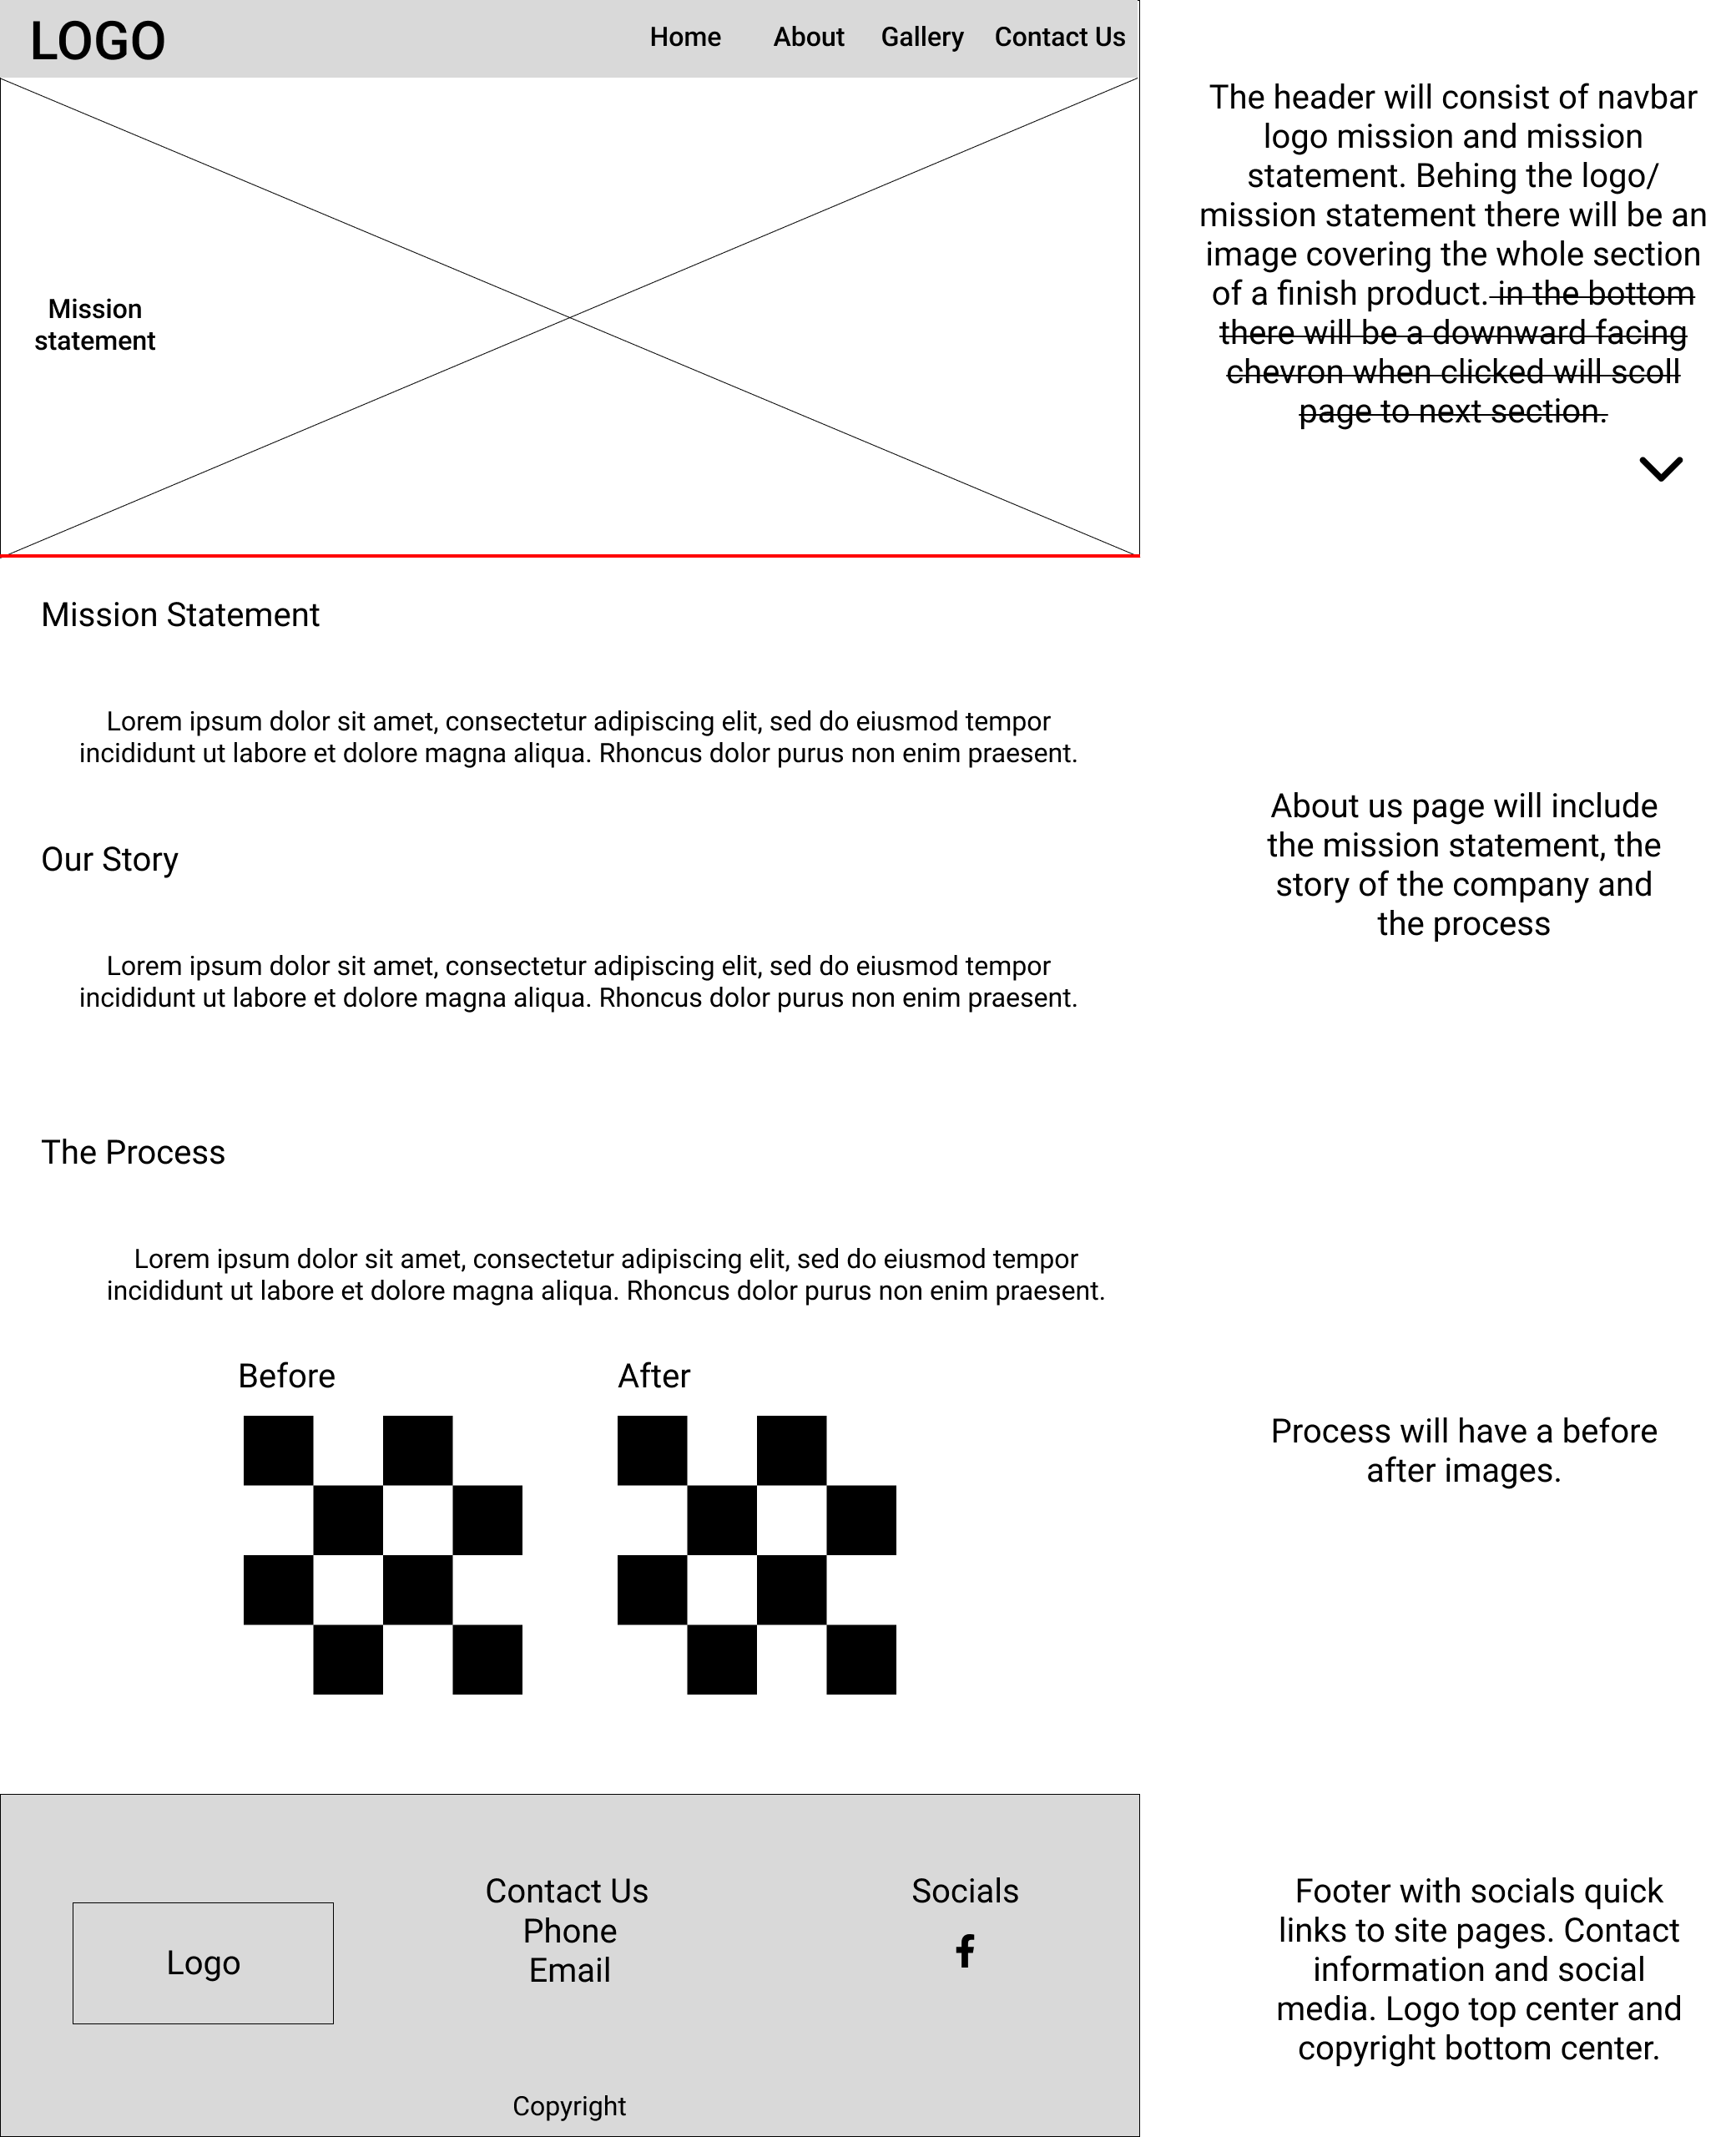 LOGO
Home About Gallery Contact Us
The header will consist of navbar
logo mission and mission
statement. Behing the logo/
mission statement there will be an
image covering the whole section
of a finish product. in the bottom
there will be a downward facing
chevron when clicked will scoll
page to next section.
Mission
statement
Mission Statement
Lorem ipsum dolor sit amet, consectetur adipiscing elit, sed do eiusmod tempor
incididunt ut labore et dolore magna aliqua. Rhoncus dolor purus non enim praesent.
About us page will include
the mission statement, the
story of the company and
the process
Our Story
Lorem ipsum dolor sit amet, consectetur adipiscing elit, sed do eiusmod tempor
incididunt ut labore et dolore magna aliqua. Rhoncus dolor purus non enim praesent.
The Process
Lorem ipsum dolor sit amet, consectetur adipiscing elit, sed do eiusmod tempor
incididunt ut labore et dolore magna aliqua. Rhoncus dolor purus non enim praesent.
Before After
Process will have a before
after images.
Logo
Contact Us
Phone
Email
Socials
Copyright
Footer with socials quick
links to site pages. Contact
information and social
media. Logo top center and
copyright bottom center.